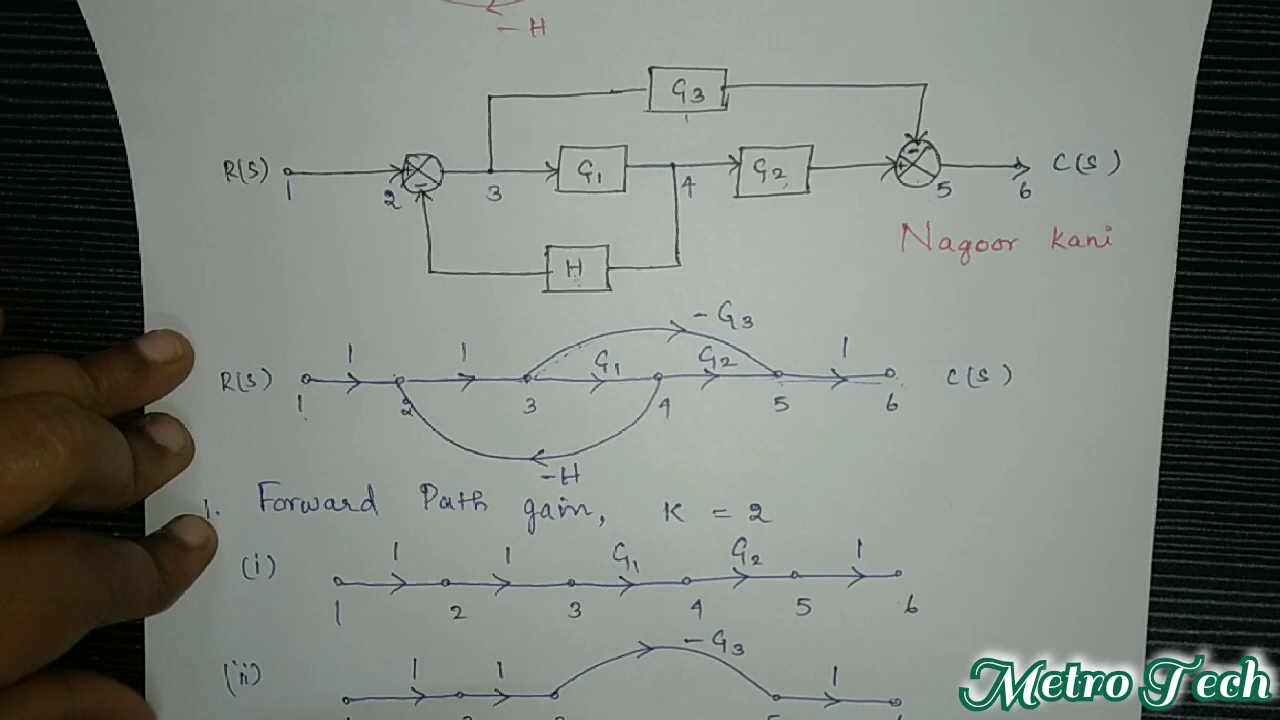 - H
G3
R(S) + - G1 G2 + - C(S)
1 2 3 4 5 6
H
Nagoor Kani
- G3
R(S) 1 1 G1 G2 1 C(S)
1 2 3 4 5 6
-H
1. Forward Path gain, K = 2
(i) 1 1 G1 G2 1
1 2 3 4 5 6
(ii) 1 1 - G3 1
Metro Tech